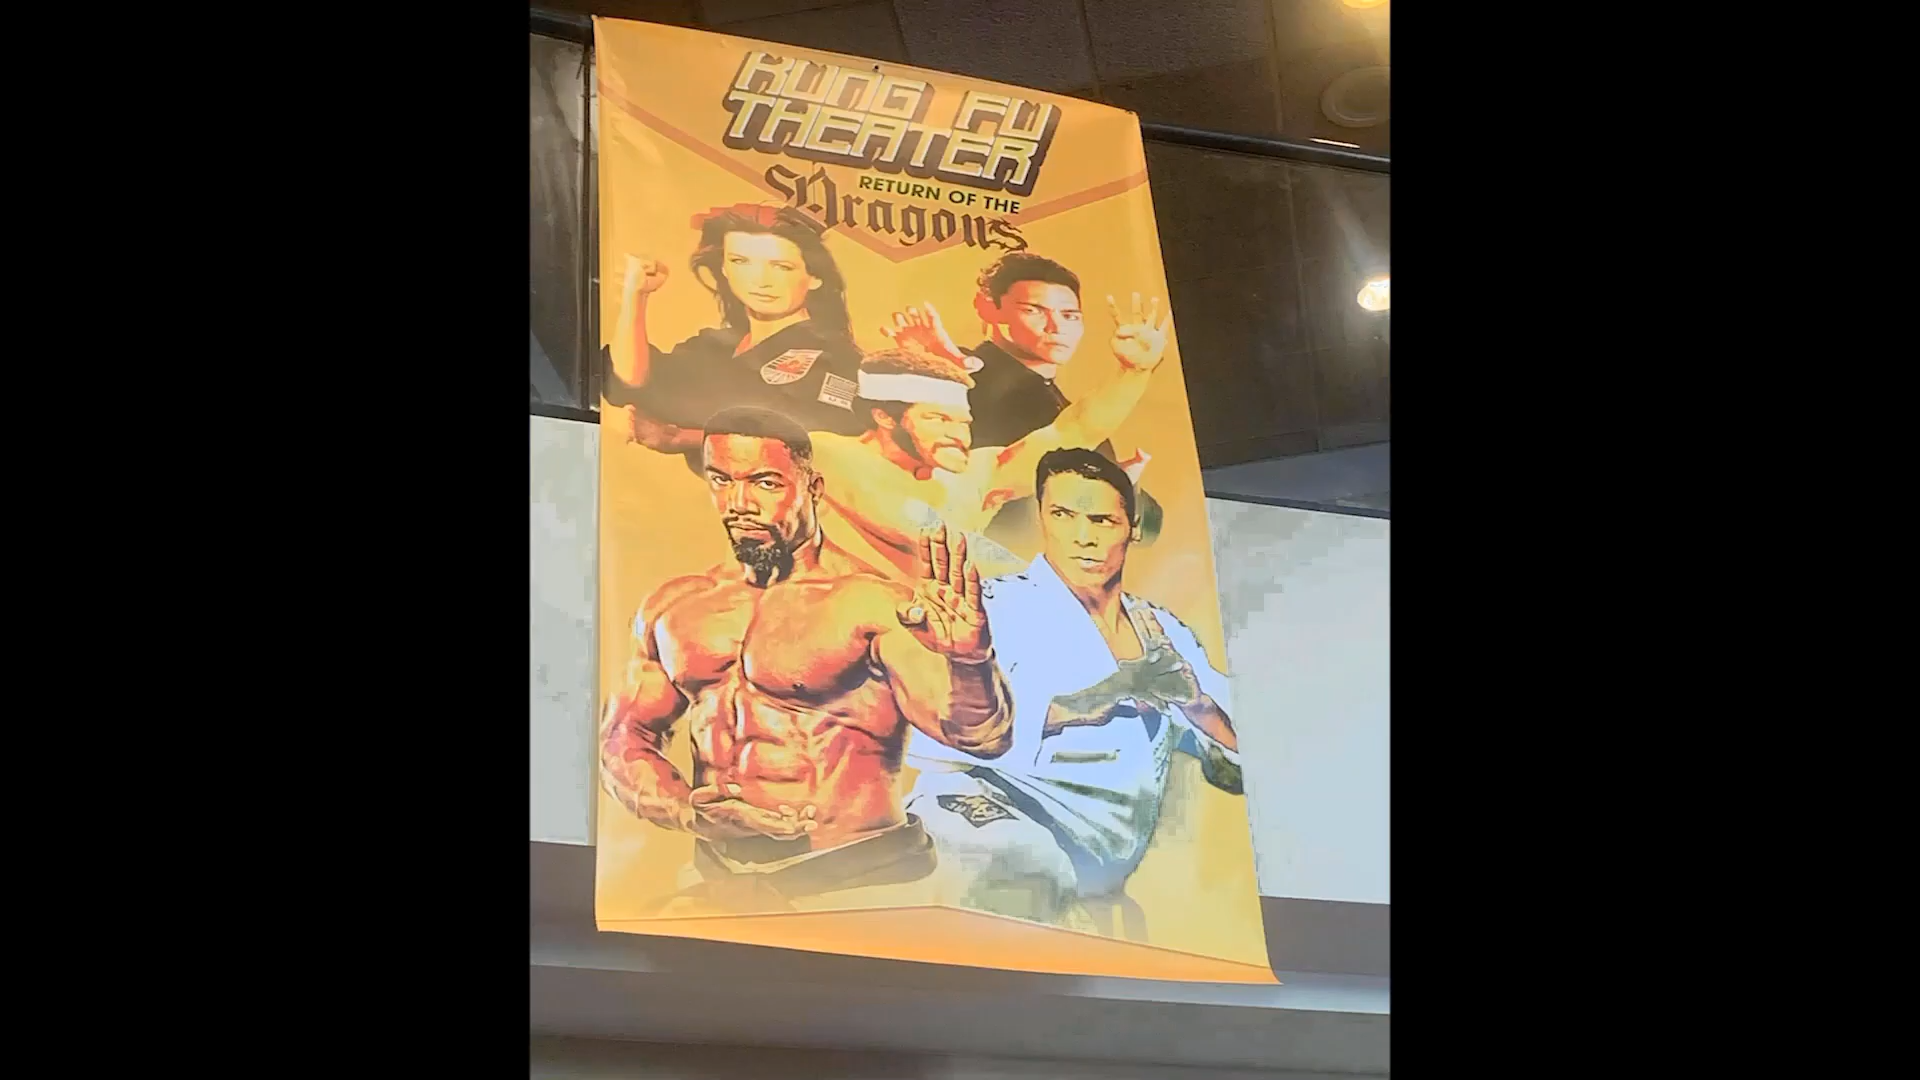 KUNG FU
THEATER
RETURN OF THE
Dragons